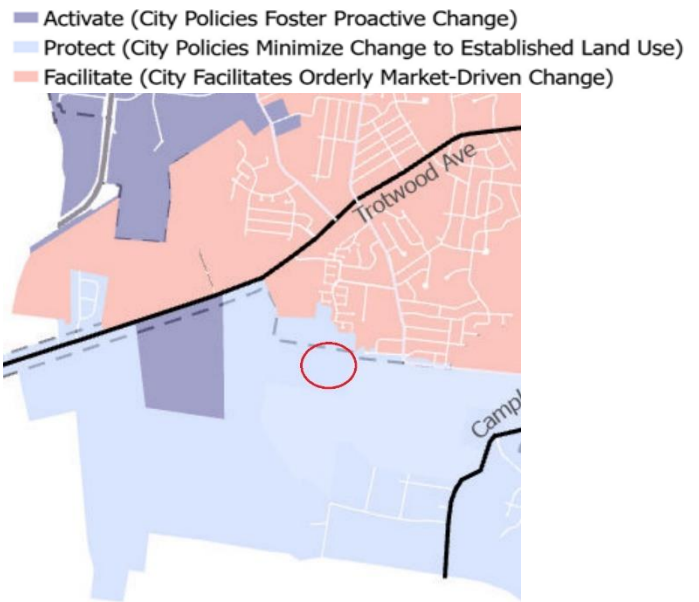 Activate (City Policies Foster Proactive Change)
Protect (City Policies Minimize Change to Established Land Use)
Facilitate (City Facilitates Orderly Market-Driven Change)
Trotwood Ave
Campl